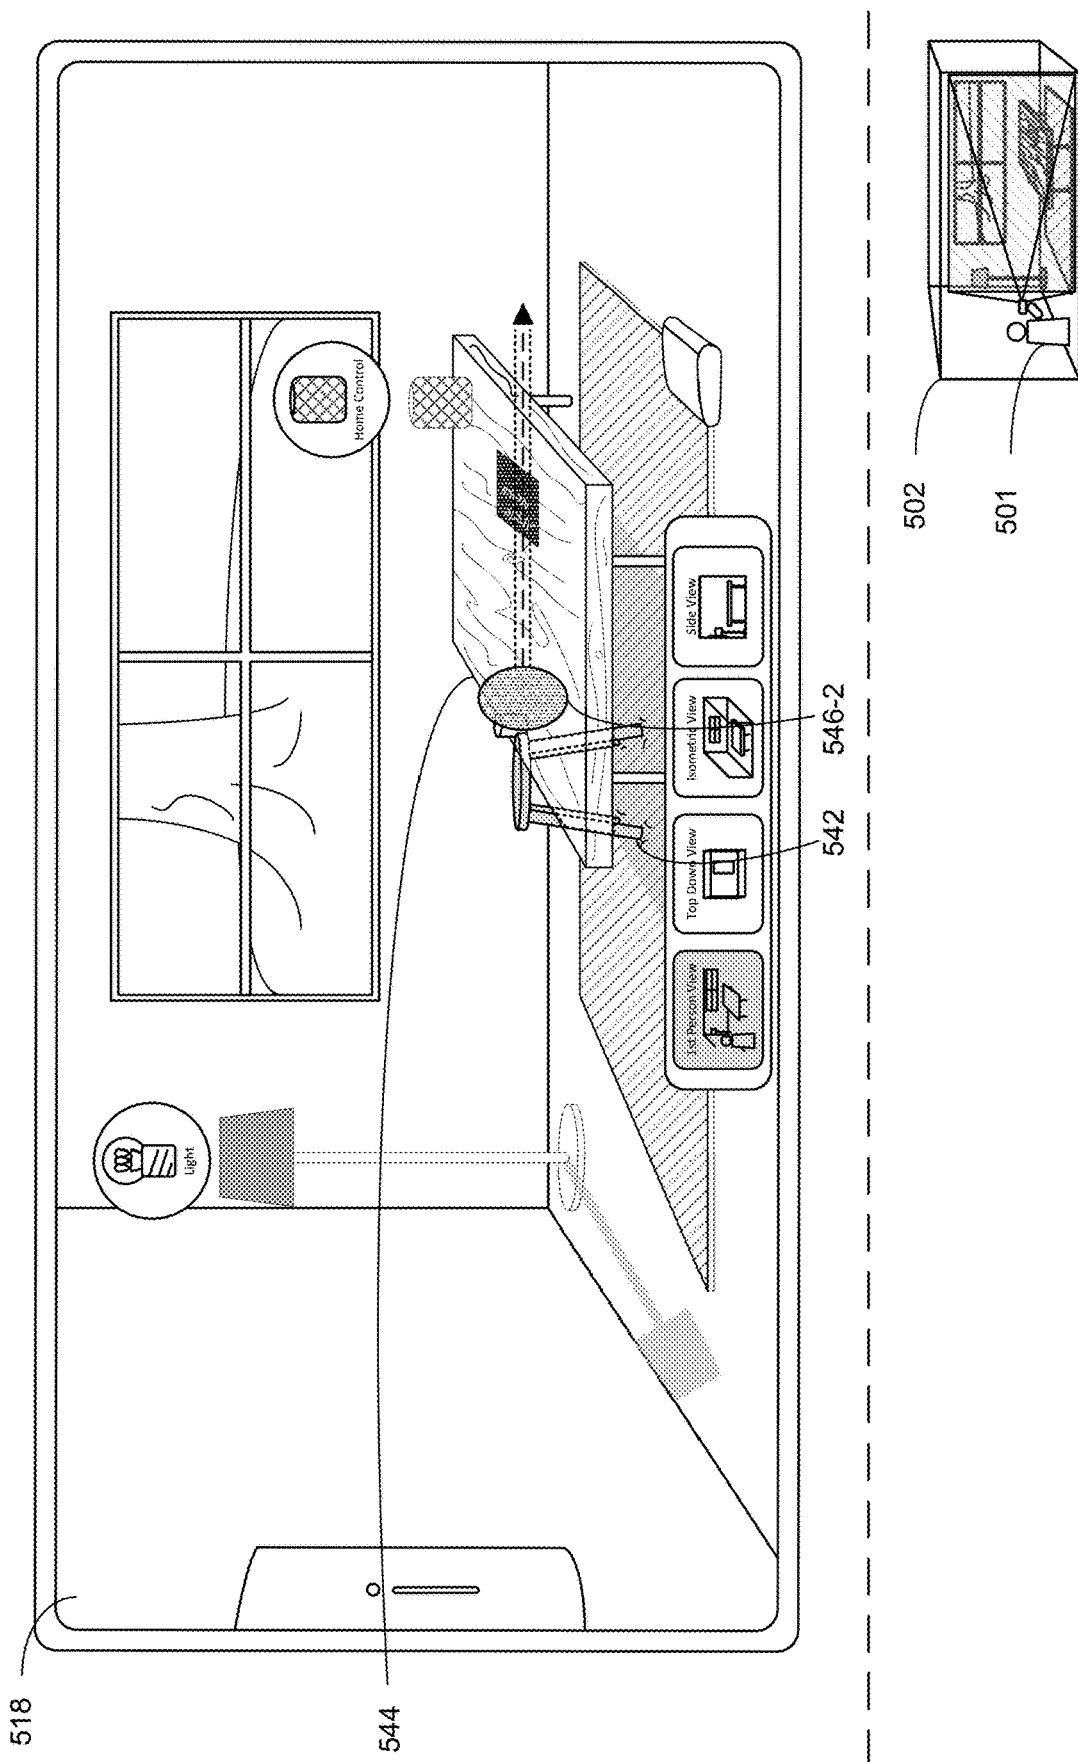 518
544
Light
Home Control
1st Person View
Top Down View
Isometric View
Side View
542
546-2
502
501